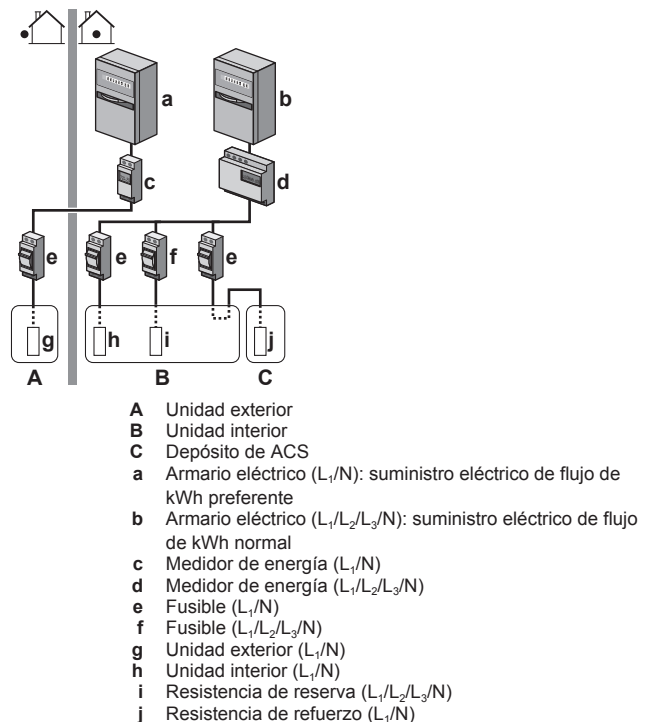 a
b
c
d
e
e
f
e
g
h
i
j
A
B
C
A Unidad exterior
B Unidad interior
C Depósito de ACS
a Armario eléctrico (L₁/N): suministro eléctrico de flujo de
kWh preferente
b Armario eléctrico (L₁/L₂/L₃/N): suministro eléctrico de flujo
de kWh normal
c Medidor de energía (L₁/N)
d Medidor de energía (L₁/L₂/L₃/N)
e Fusible (L₁/N)
f Fusible (L₁/L₂/L₃/N)
g Unidad exterior (L₁/N)
h Unidad interior (L₁/N)
i Resistencia de reserva (L₁/L₂/L₃/N)
j Resistencia de refuerzo (L₁/N)